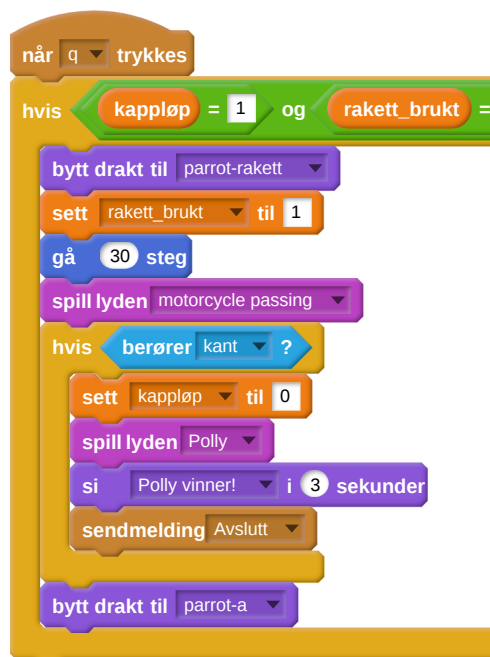 når q trykkes
hvis kappløp = 1 og rakett_brukt =
bytt drakt til parrot-rakett
sett rakett_brukt til 1
gå 30 steg
spill lyden motorcycle passing
hvis berører kant ?
sett kappløp til 0
spill lyden Polly
si Polly vinner! i 3 sekunder
sendmelding Avslutt
bytt drakt til parrot-a